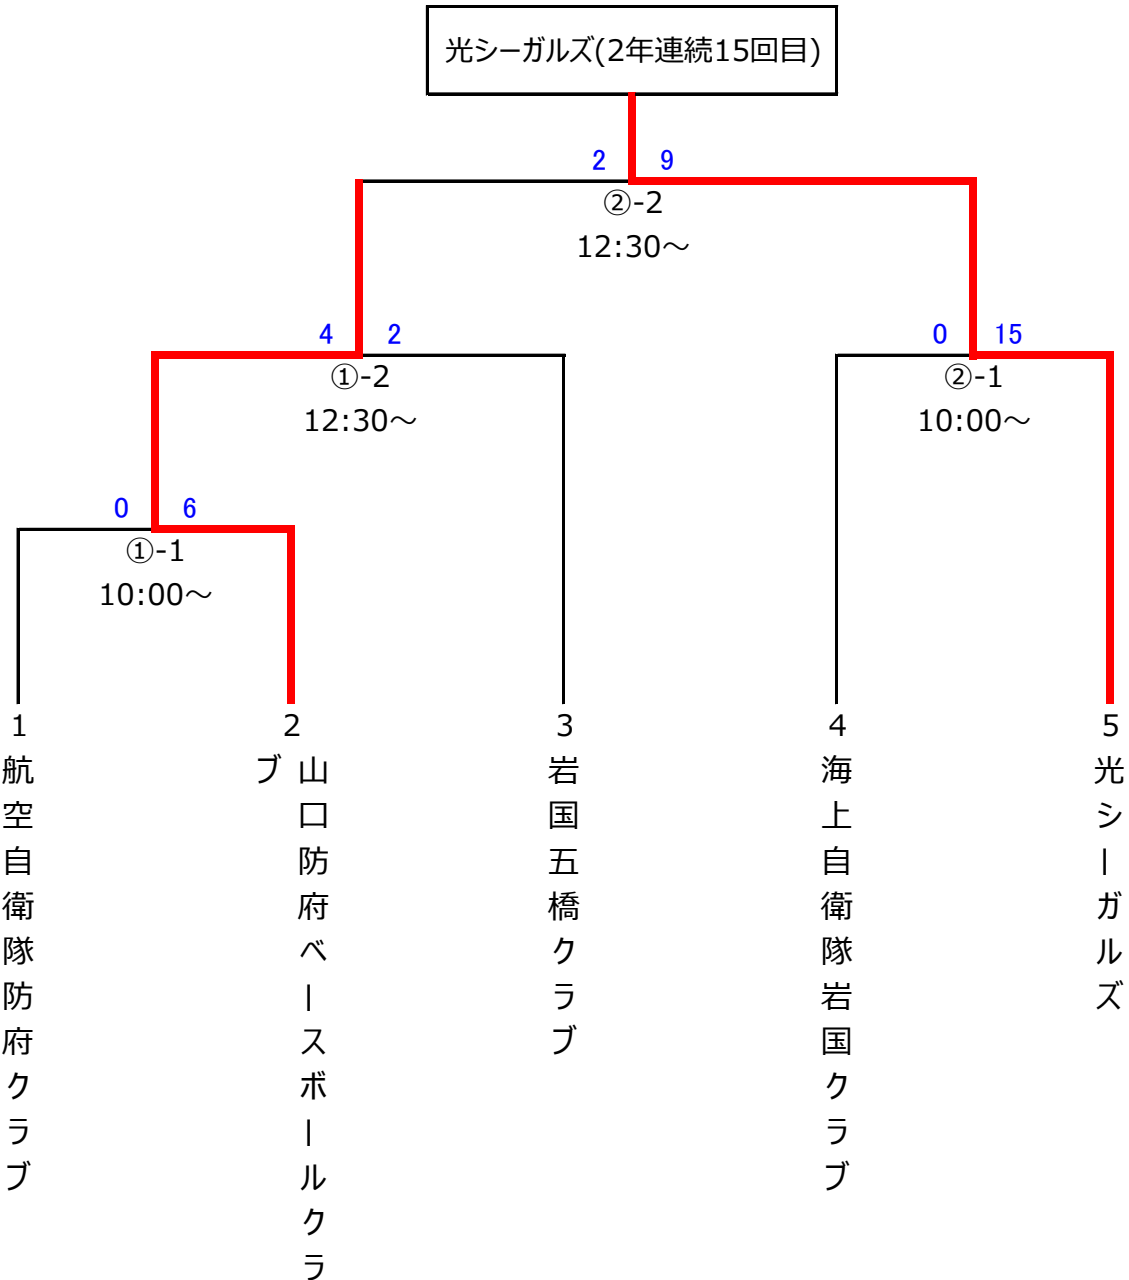 光シーガルズ(2年連続15回目)
2 9
②-2
12:30～
4 2
①-2
12:30～
0 15
②-1
10:00～
0 6
①-1
10:00～
1
航空自衛隊防府クラブ
2
山口防府ベースボールクラ
ブ
3
岩国五橋クラブ
4
海上自衛隊岩国クラブ
5
光シーガルズ